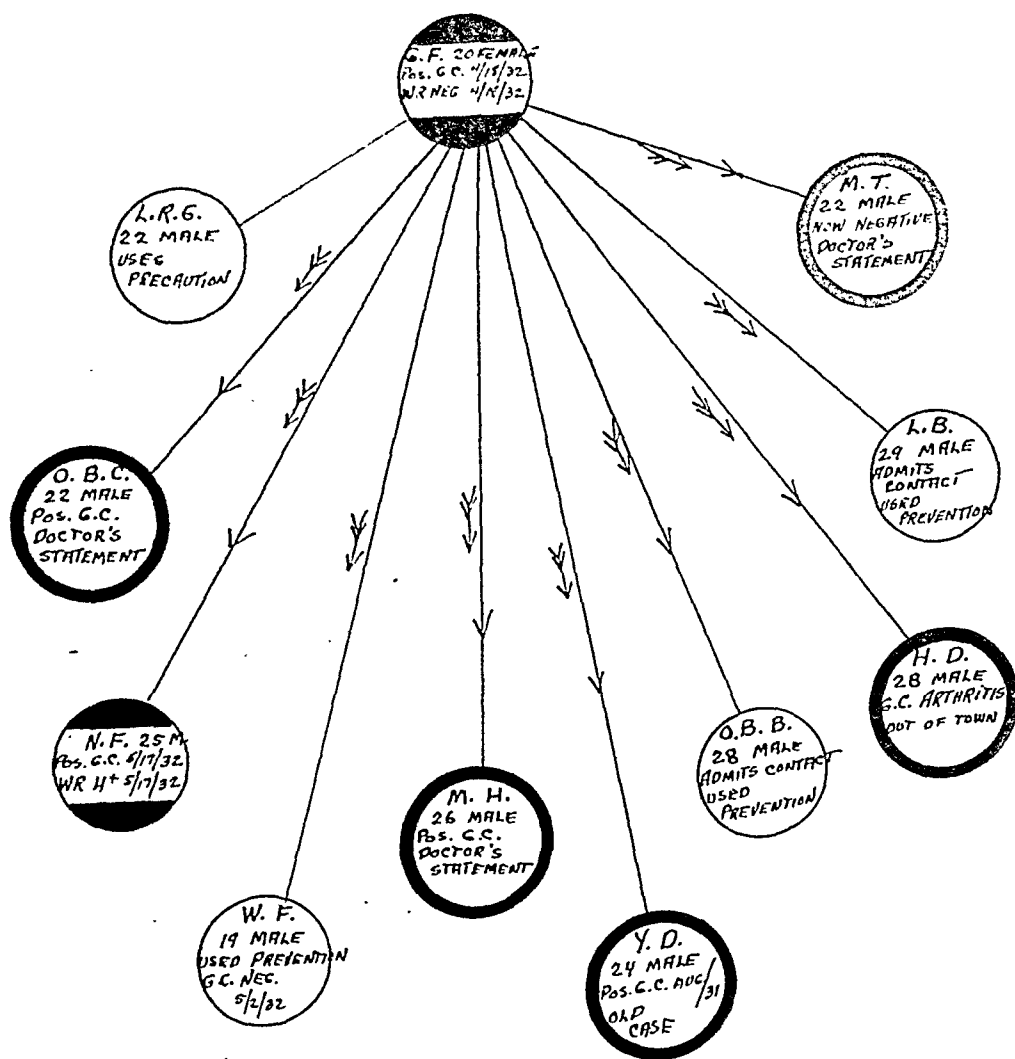 G.F. 20 FEMALE
POS. G.C. 4/18/32
WR NEG 4/18/32
L.R.G.
22 MALE
USES
PRECAUTION
M.T.
22 MALE
NOW NEGATIVE
DOCTOR'S
STATEMENT
O.B.C.
22 MALE
POS. G.C.
DOCTOR'S
STATEMENT
L.B.
29 MALE
ADMITS
CONTACT
USED
PREVENTION
N.F. 25 M.
POS. G.C. 5/17/32
WR 4+ 5/17/32
H.D.
28 MALE
G.C. ARTHRITIS
OUT OF TOWN
O.B.B.
28 MALE
ADMITS CONTACT
USED
PREVENTION
M.H.
26 MALE
POS. G.C.
DOCTOR'S
STATEMENT
W.F.
19 MALE
USED PREVENTION
G.C. NEG.
5/2/32
Y.D.
24 MALE
POS. G.C. AUG/31
OLD
CASE